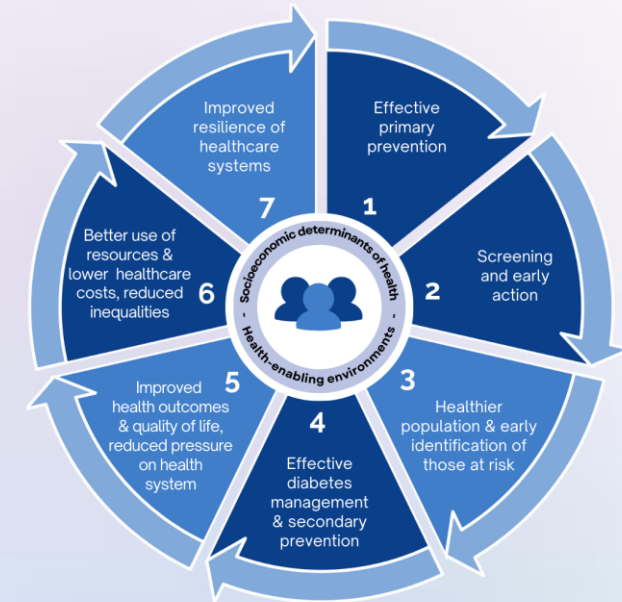 Effective
primary
prevention
1
Screening
and early
action
2
3
Healthier
population & early
identification of
those at risk
4
Effective
diabetes
management
& secondary
prevention
5
Improved
health outcomes
& quality of life,
reduced pressure
on health
system
Better use of
resources &
lower healthcare
costs, reduced
inequalities
6
Improved
resilience of
healthcare
systems
7
- Socioeconomic determinants of health -
Health-enabling environments